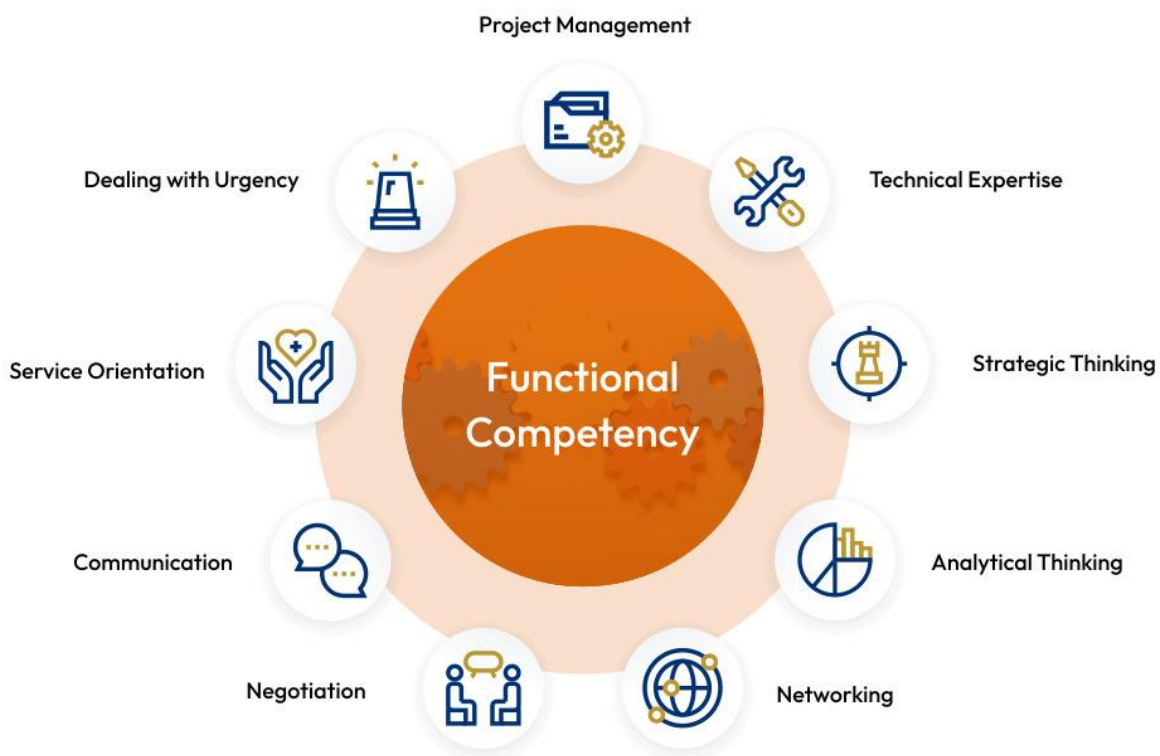 Project Management
Dealing with Urgency
Technical Expertise
Service Orientation
Strategic Thinking
Functional
Competency
Communication
Analytical Thinking
Negotiation
Networking